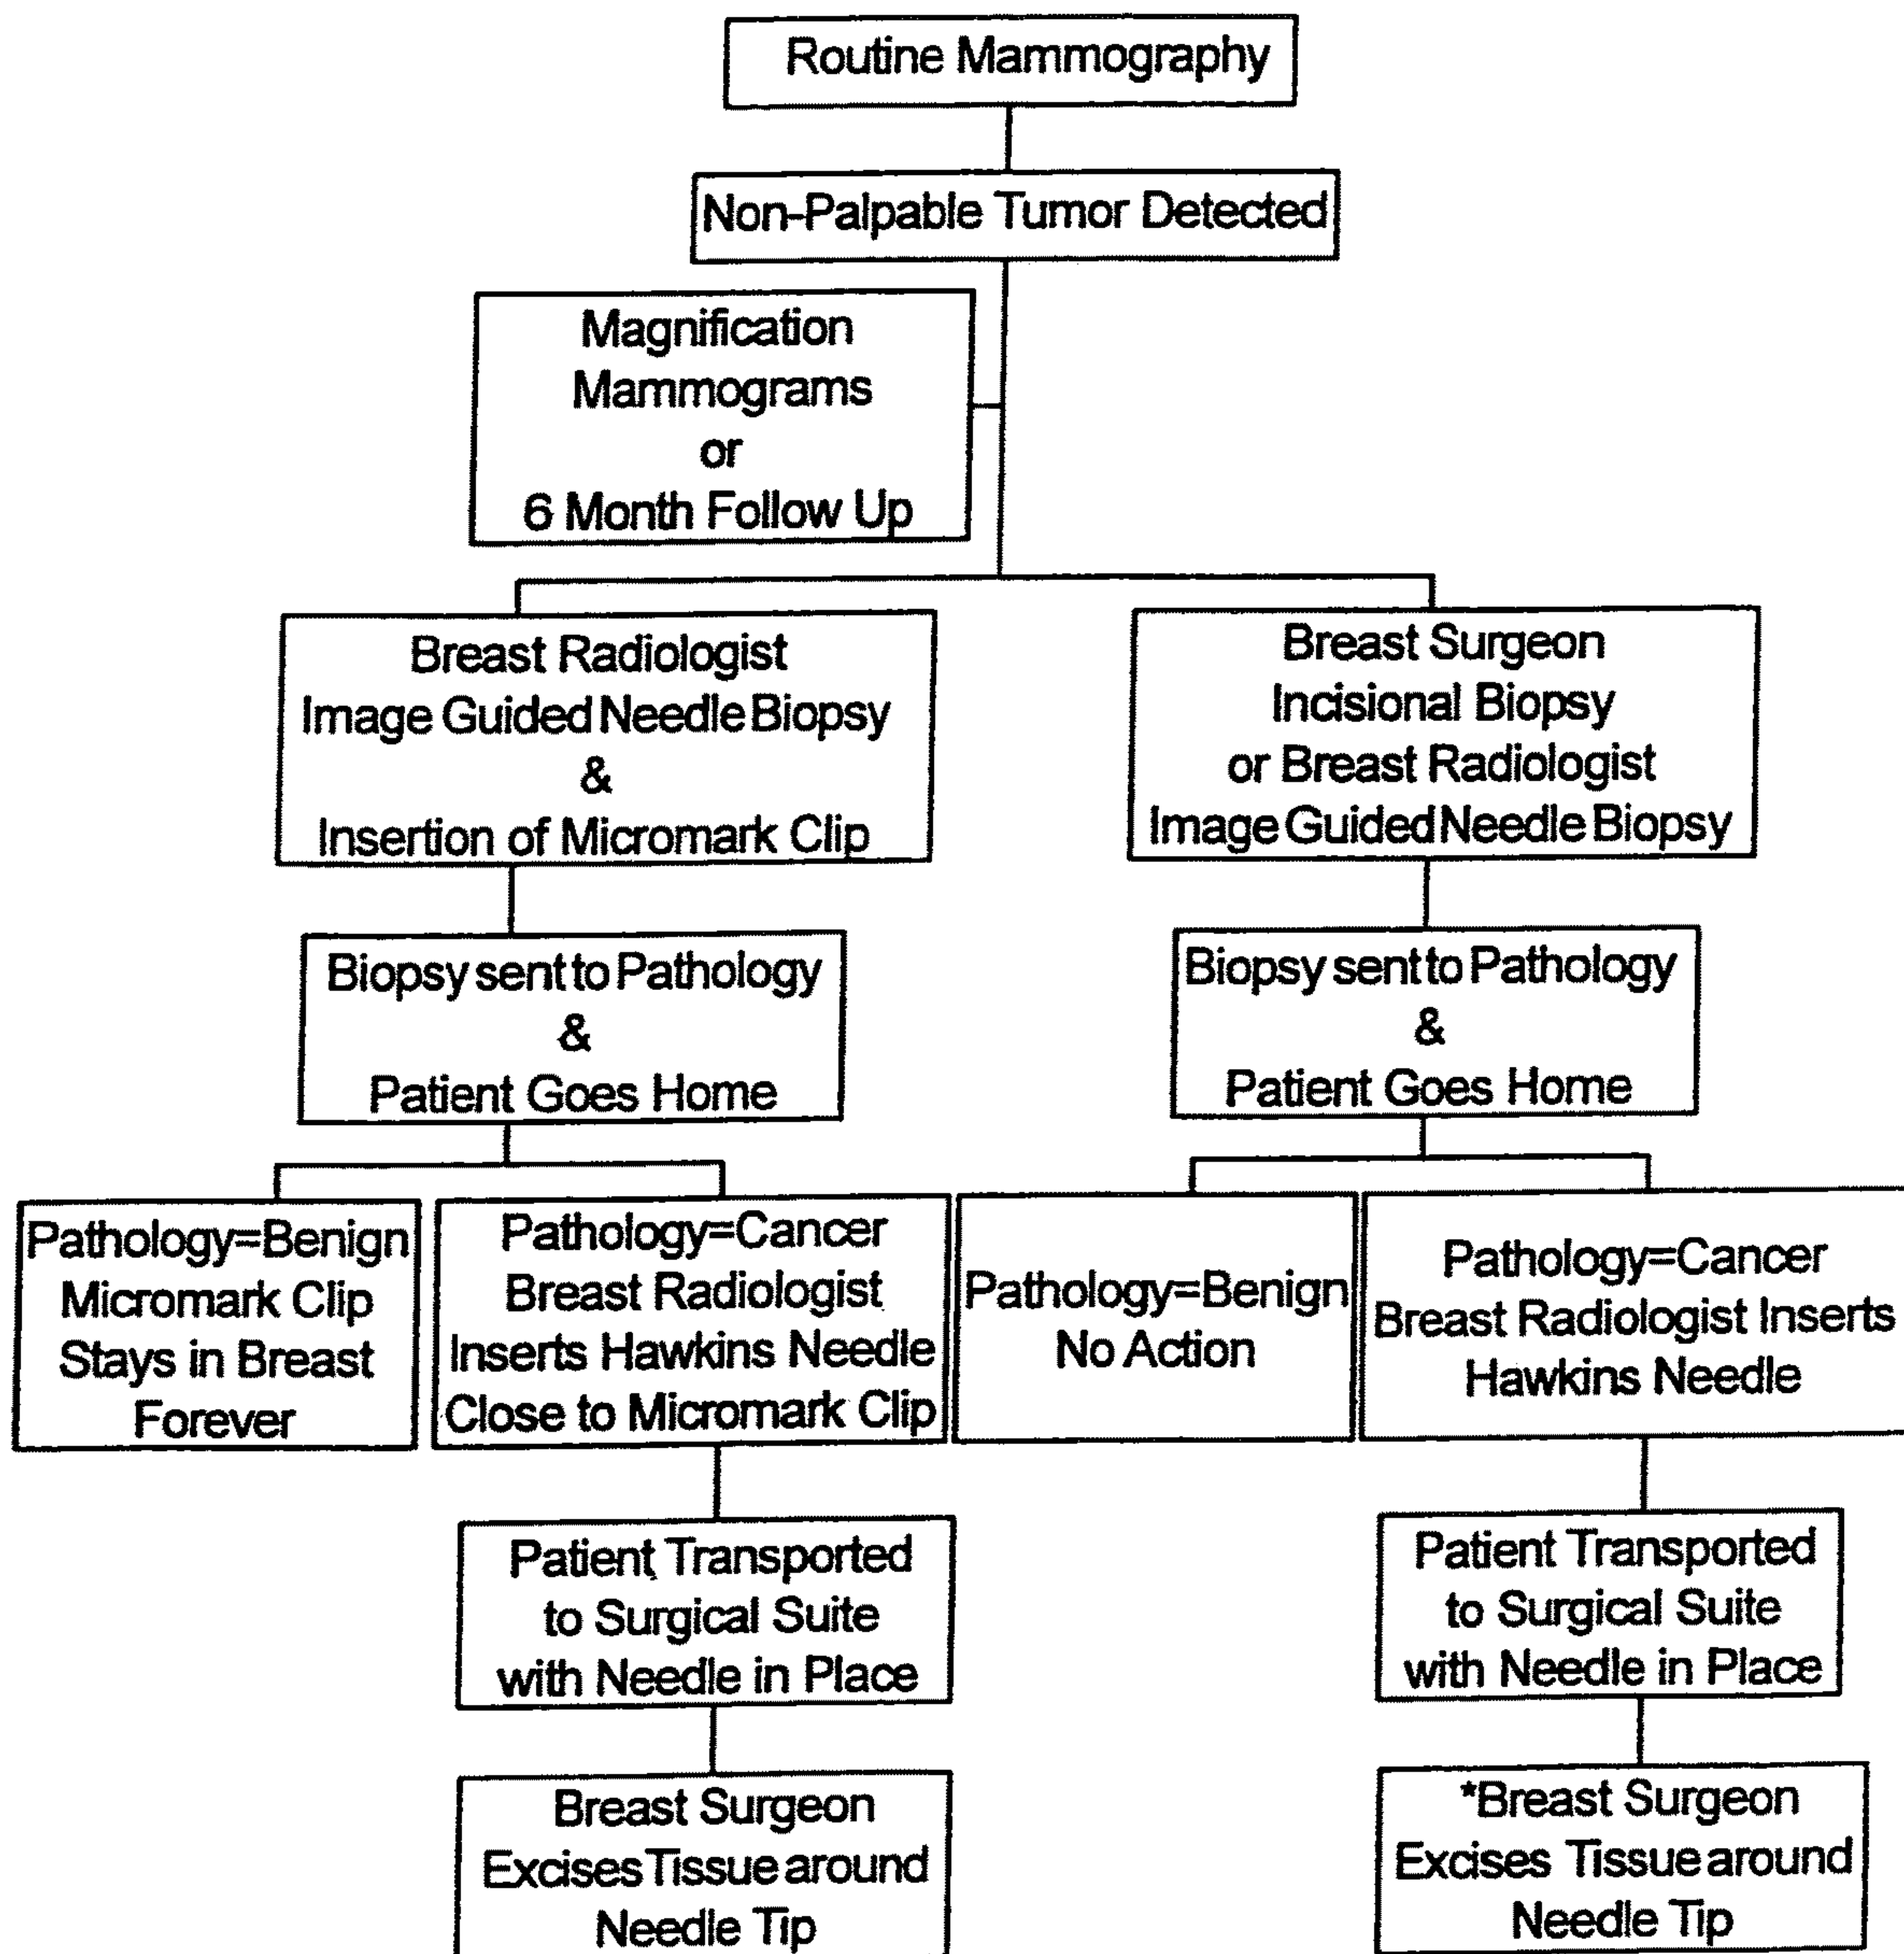 Routine Mammography
Non-Palpable Tumor Detected
Magnification
Mammograms
or
6 Month Follow Up
Breast Radiologist
Image Guided Needle Biopsy
&
Insertion of Micromark Clip
Breast Surgeon
Incisional Biopsy
or Breast Radiologist
Image Guided Needle Biopsy
Biopsy sent to Pathology
&
Patient Goes Home
Biopsy sent to Pathology
&
Patient Goes Home
Pathology=Benign
Micromark Clip
Stays in Breast
Forever
Pathology=Cancer
Breast Radiologist
Inserts Hawkins Needle
Close to Micromark Clip
Pathology=Benign
No Action
Pathology=Cancer
Breast Radiologist Inserts
Hawkins Needle
Patient Transported
to Surgical Suite
with Needle in Place
Patient Transported
to Surgical Suite
with Needle in Place
Breast Surgeon
Excises Tissue around
Needle Tip
*Breast Surgeon
Excises Tissue around
Needle Tip